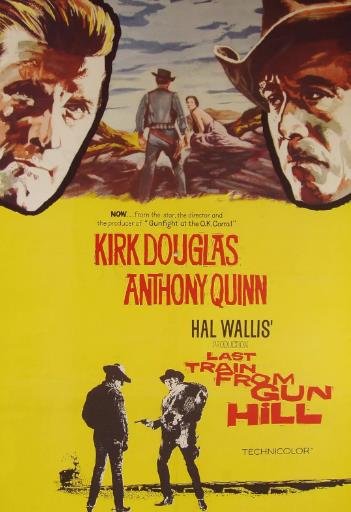 NOW...from the star, the director and
the producer of "Gunfight at the O.K. Corral"
KIRK DOUGLAS
ANTHONY QUINN
HAL WALLIS'
PRODUCTION
LAST
TRAIN
FROM
GUN
HILL
TECHNICOLOR